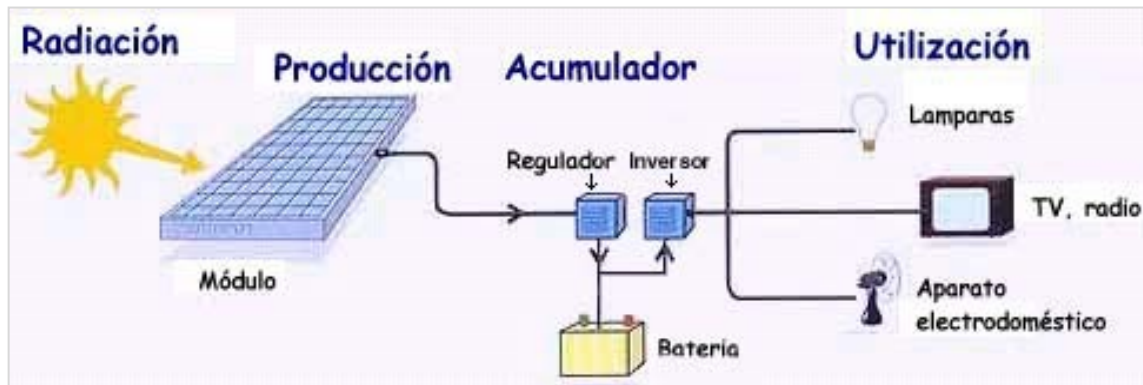 Radiación
Producción
Acumulador
Utilización
Regulador
Inversor
Lamparas
TV, radio
Aparato
electrodoméstico
Módulo
Bateria